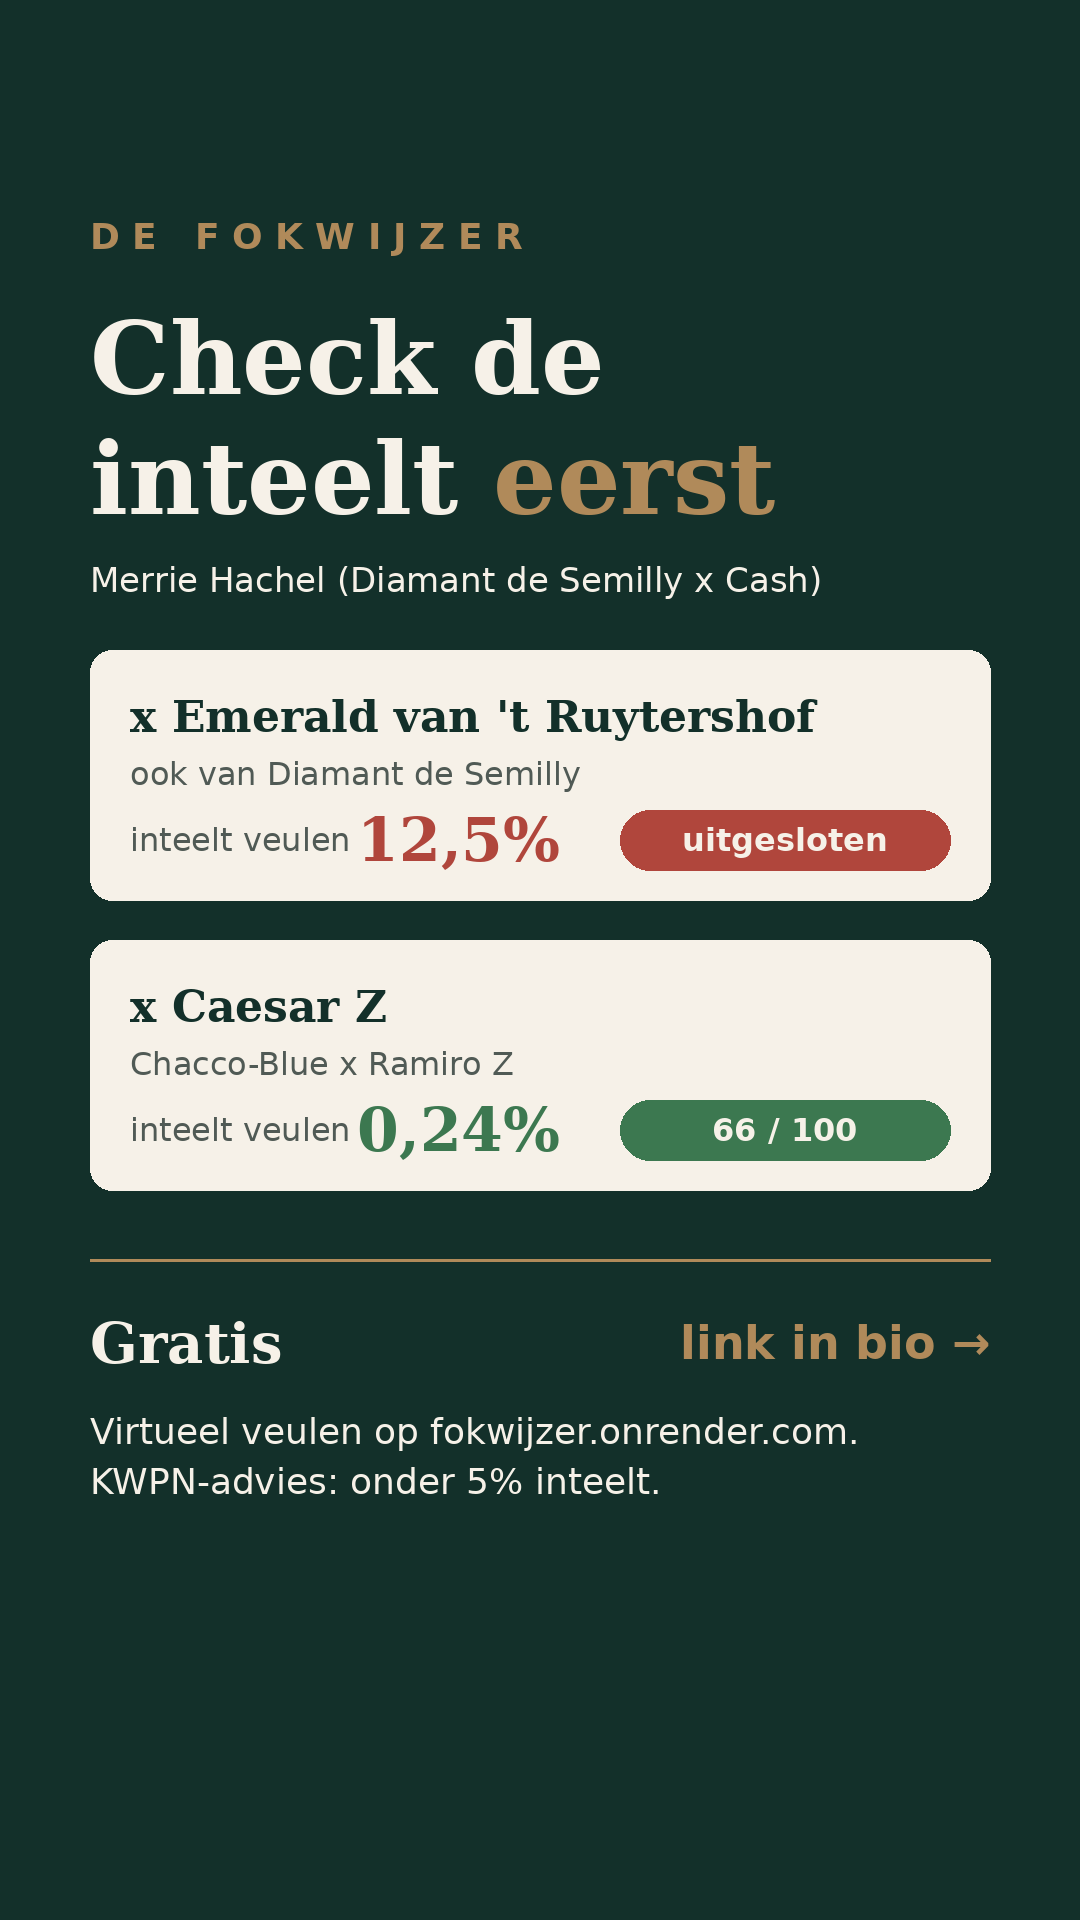 DE FOKWIJZER
Check de
inteelt eerst
Merrie Hachel (Diamant de Semilly x Cash)
x Emerald van 't Ruytershof
ook van Diamant de Semilly
inteelt veulen 12,5% uitgesloten
x Caesar Z
Chacco-Blue x Ramiro Z
inteelt veulen 0,24% 66 / 100
Gratis link in bio →
Virtueel veulen op fokwijzer.onrender.com.
KWPN-advies: onder 5% inteelt.